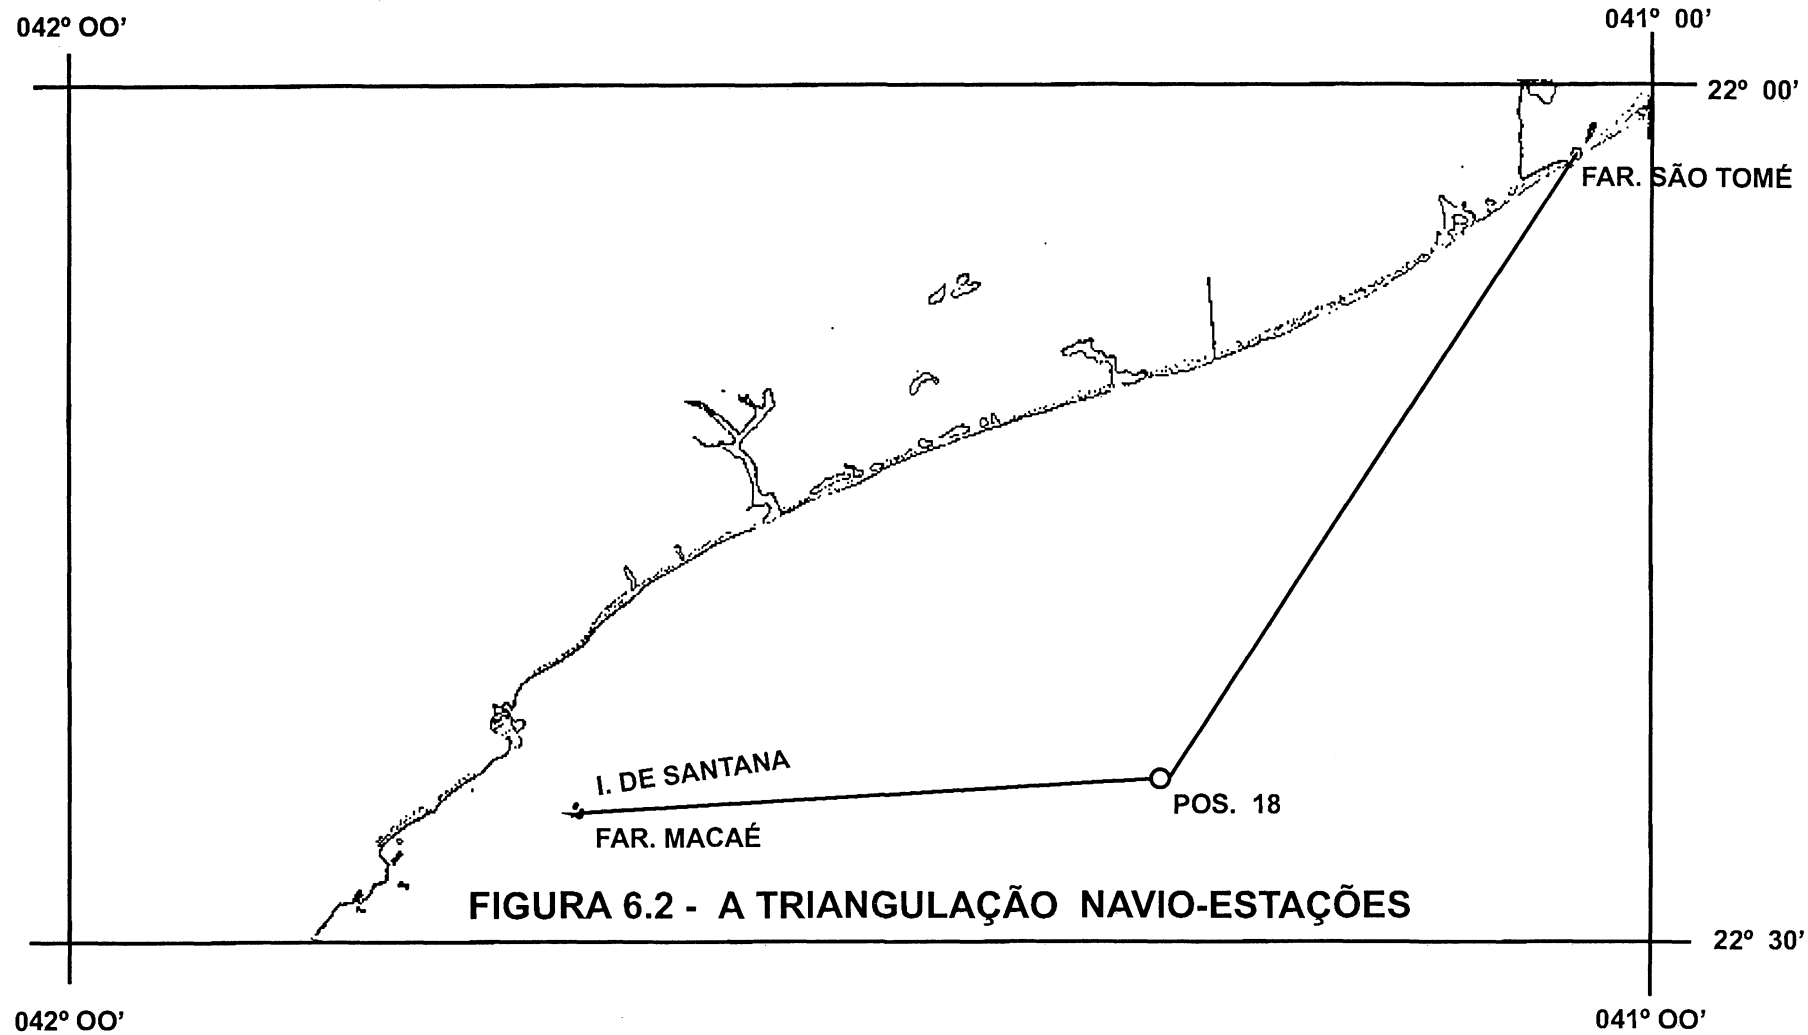 042º OO’
041º 00’
22º 00’
FAR. SÃO TOMÉ
I. DE SANTANA
POS. 18
FAR. MACAÉ
FIGURA 6.2 - A TRIANGULAÇÃO NAVIO-ESTAÇÕES
22º 30’
042º OO’
041º OO’